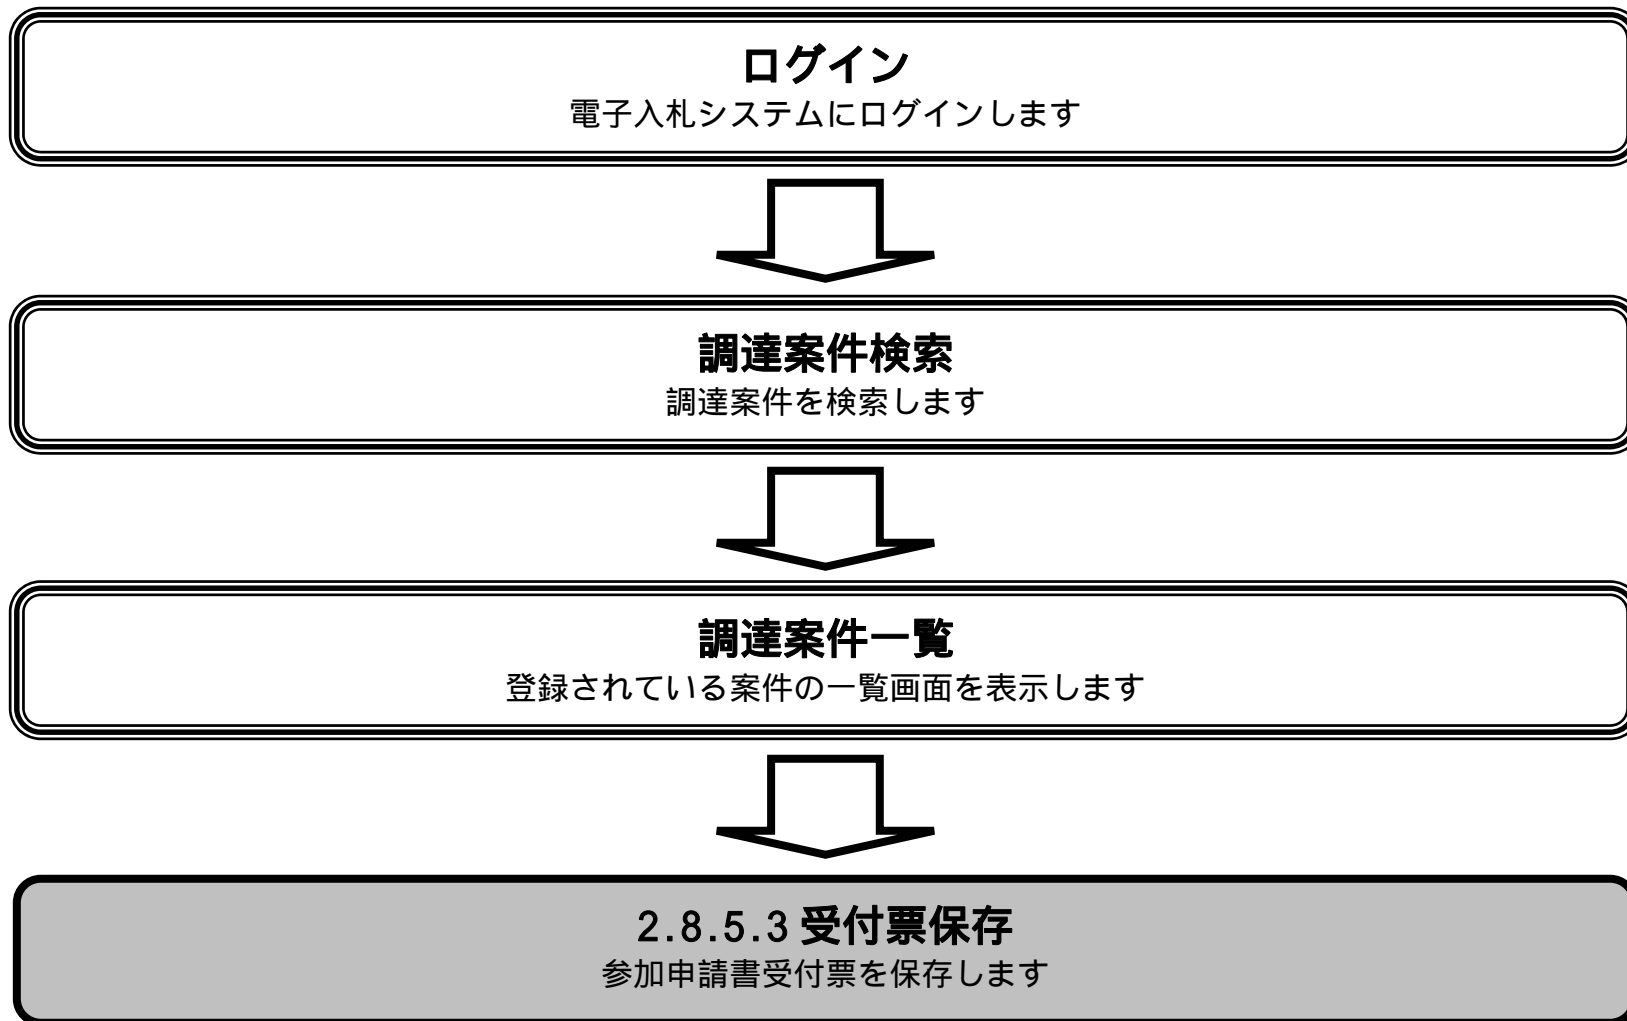 ログイン
電子入札システムにログインします
調達案件検索
調達案件を検索します
調達案件一覧
登録されている案件の一覧画面を表示します
2.8.5.3 受付票保存
参加申請書受付票を保存します